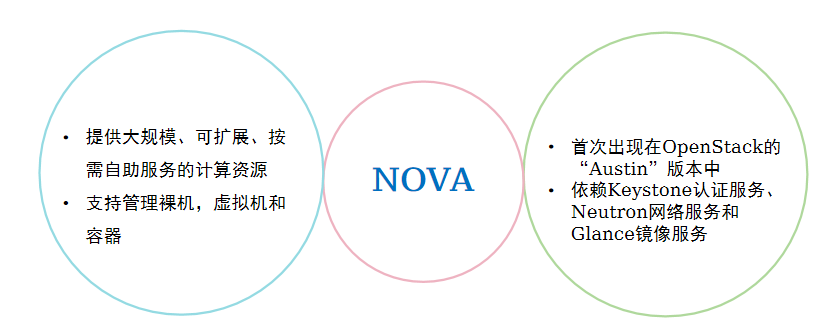 • 提供大规模、可扩展、按
需自助服务的计算资源
• 支持管理裸机，虚拟机和
容器
NOVA
• 首次出现在OpenStack的
“Austin”版本中
• 依赖Keystone认证服务、
Neutron网络服务和
Glance镜像服务